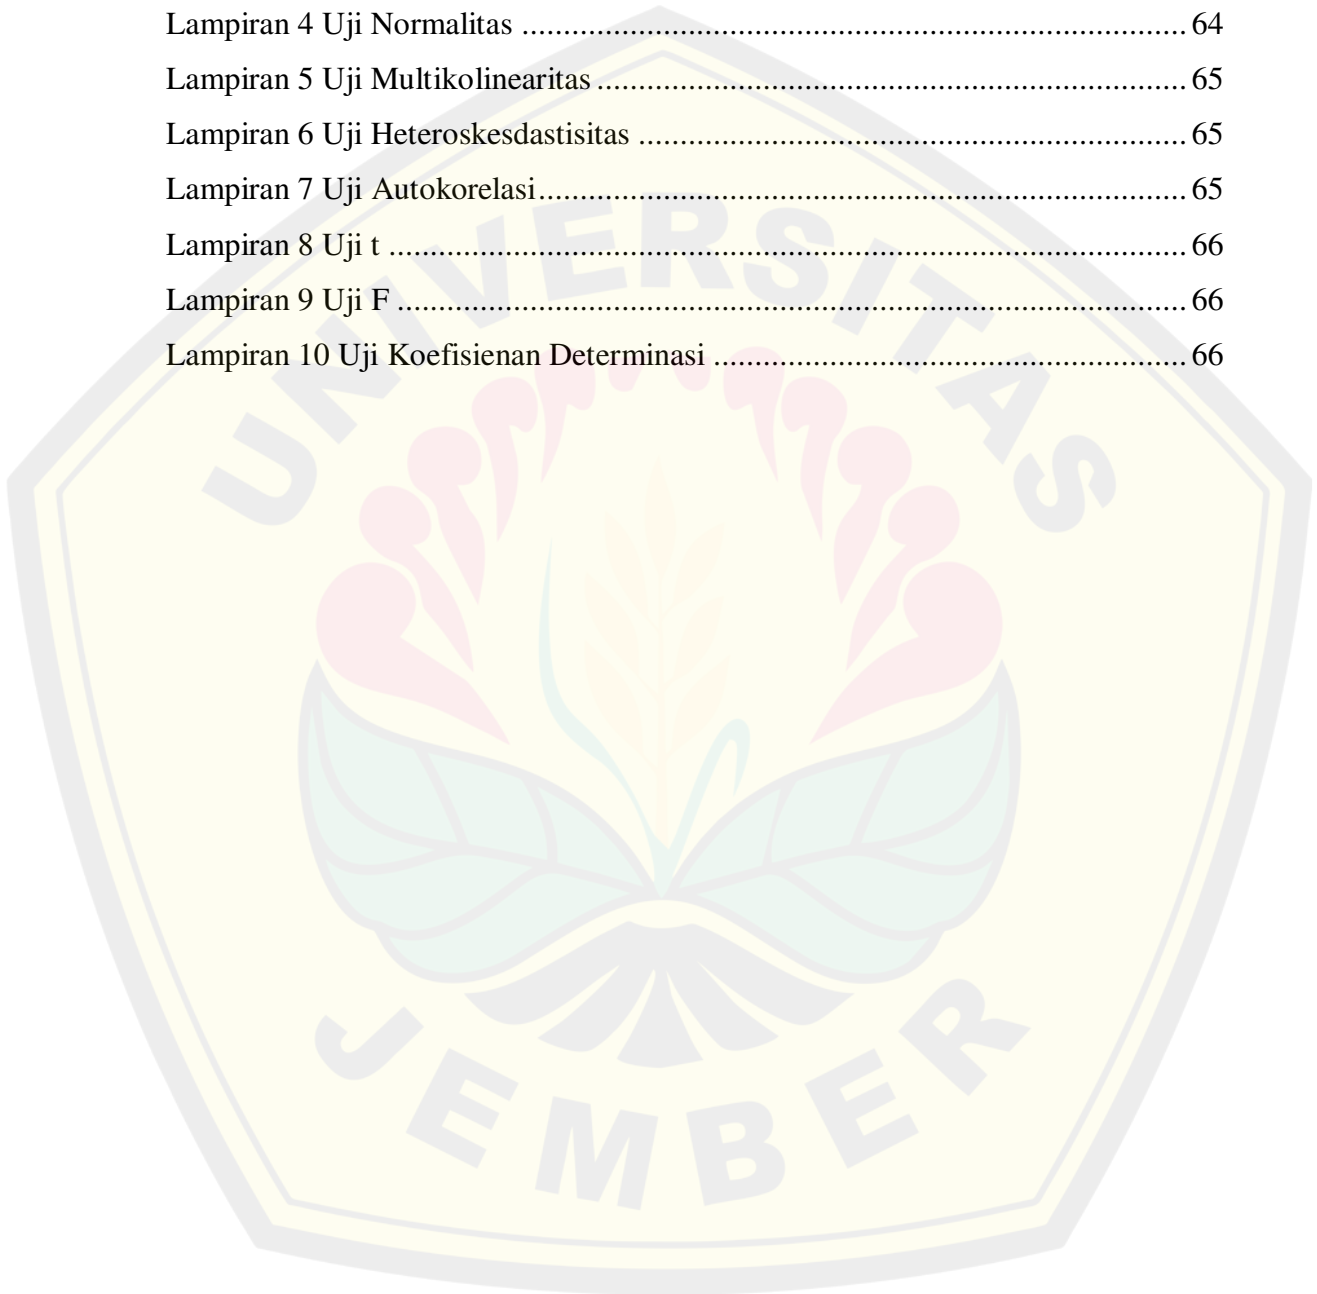 Lampiran 4 Uji Normalitas ................................................................................ 64
Lampiran 5 Uji Multikolinearitas ....................................................................... 65
Lampiran 6 Uji Heteroskesdastisitas .................................................................. 65
Lampiran 7 Uji Autokorelasi.............................................................................. 65
Lampiran 8 Uji t ................................................................................................ 66
Lampiran 9 Uji F ............................................................................................... 66
Lampiran 10 Uji Koefisienan Determinasi ......................................................... 66
UNIVERSITAS
JEMBER